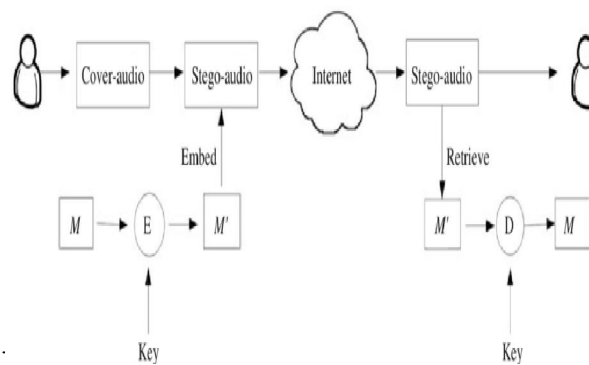 Cover-audio
Stego-audio
Internet
Stego-audio
Embed
Retrieve
M
E
M'
M'
D
M
Key
Key